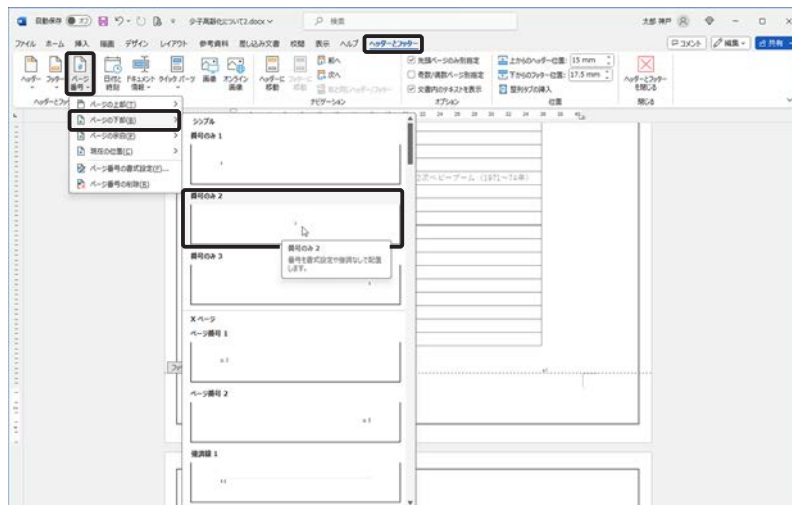 自動保存 オフ 少子高齢化について2.docx 検索 太郎 神戸
ファイル ホーム 挿入 描画 デザイン レイアウト 参考資料 差し込み文書 校閲 表示 ヘルプ ヘッダーとフッター コメント 編集 共有
ヘッダー フッター ページ番号 日付と時刻 ドキュメント情報 クイック パーツ 画像 オンライン画像 ヘッダーに移動 フッターに移動 前へ 次へ 前と同じヘッダー/フッター
先頭ページのみ別指定 上からのヘッダー位置: 15 mm
奇数/偶数ページ別指定 下からのフッター位置: 17.5 mm
文書内のテキストを表示 整列タブの挿入
ヘッダーとフッターを閉じる
ナビゲーション オプション 位置 閉じる
ページの上部(T)
ページの下部(B)
ページの余白(P)
現在の位置(C)
ページ番号の書式設定(F)...
ページ番号の削除(R)
シンプル
番号のみ 1
番号のみ 2
番号のみ 2
番号を書式設定や強調なしで配置します。
番号のみ 3
X ページ
ページ番号 1
ページ番号 2
強調線 1
2次ベビーブーム（1971～74年）